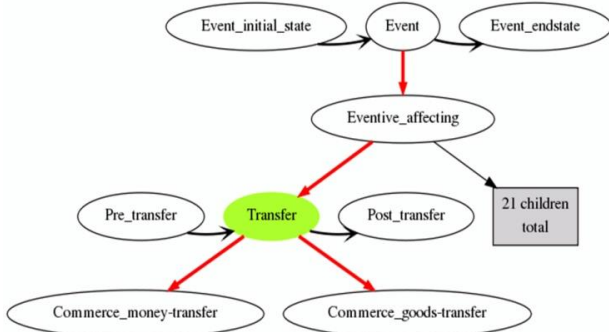 Event_initial_state
Event
Event_endstate
Eventive_affecting
Pre_transfer
Transfer
Post_transfer
21 children
total
Commerce_money-transfer
Commerce_goods-transfer